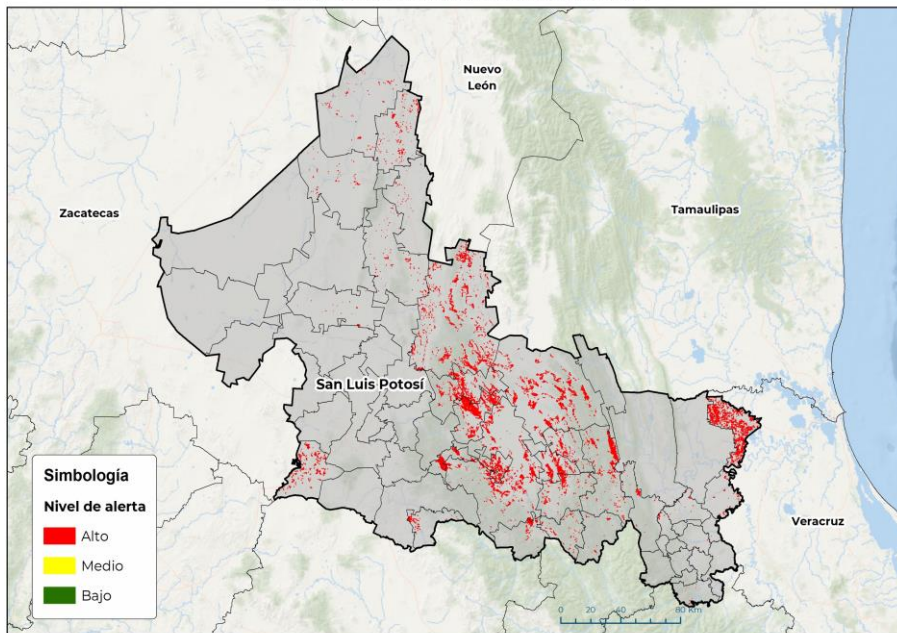 Nuevo
León
Zacatecas
Tamaulipas
San Luis Potosí
Simbología
Nivel de alerta
Alto
Medio
Bajo
Veracruz
0 20 40 60 80 Km